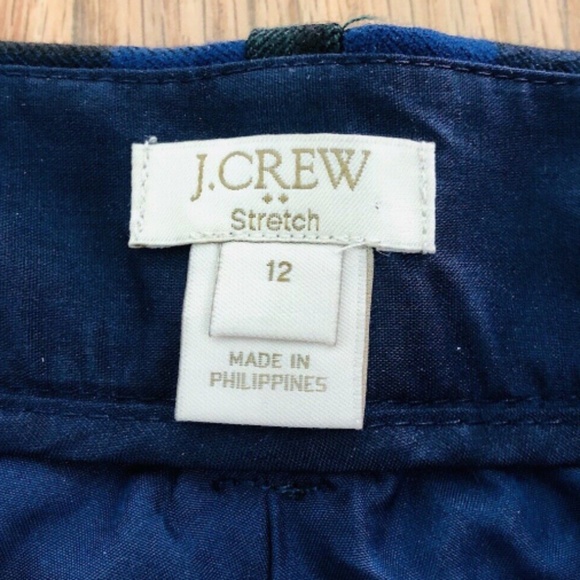 J.CREW
Stretch
12
MADE IN
PHILIPPINES